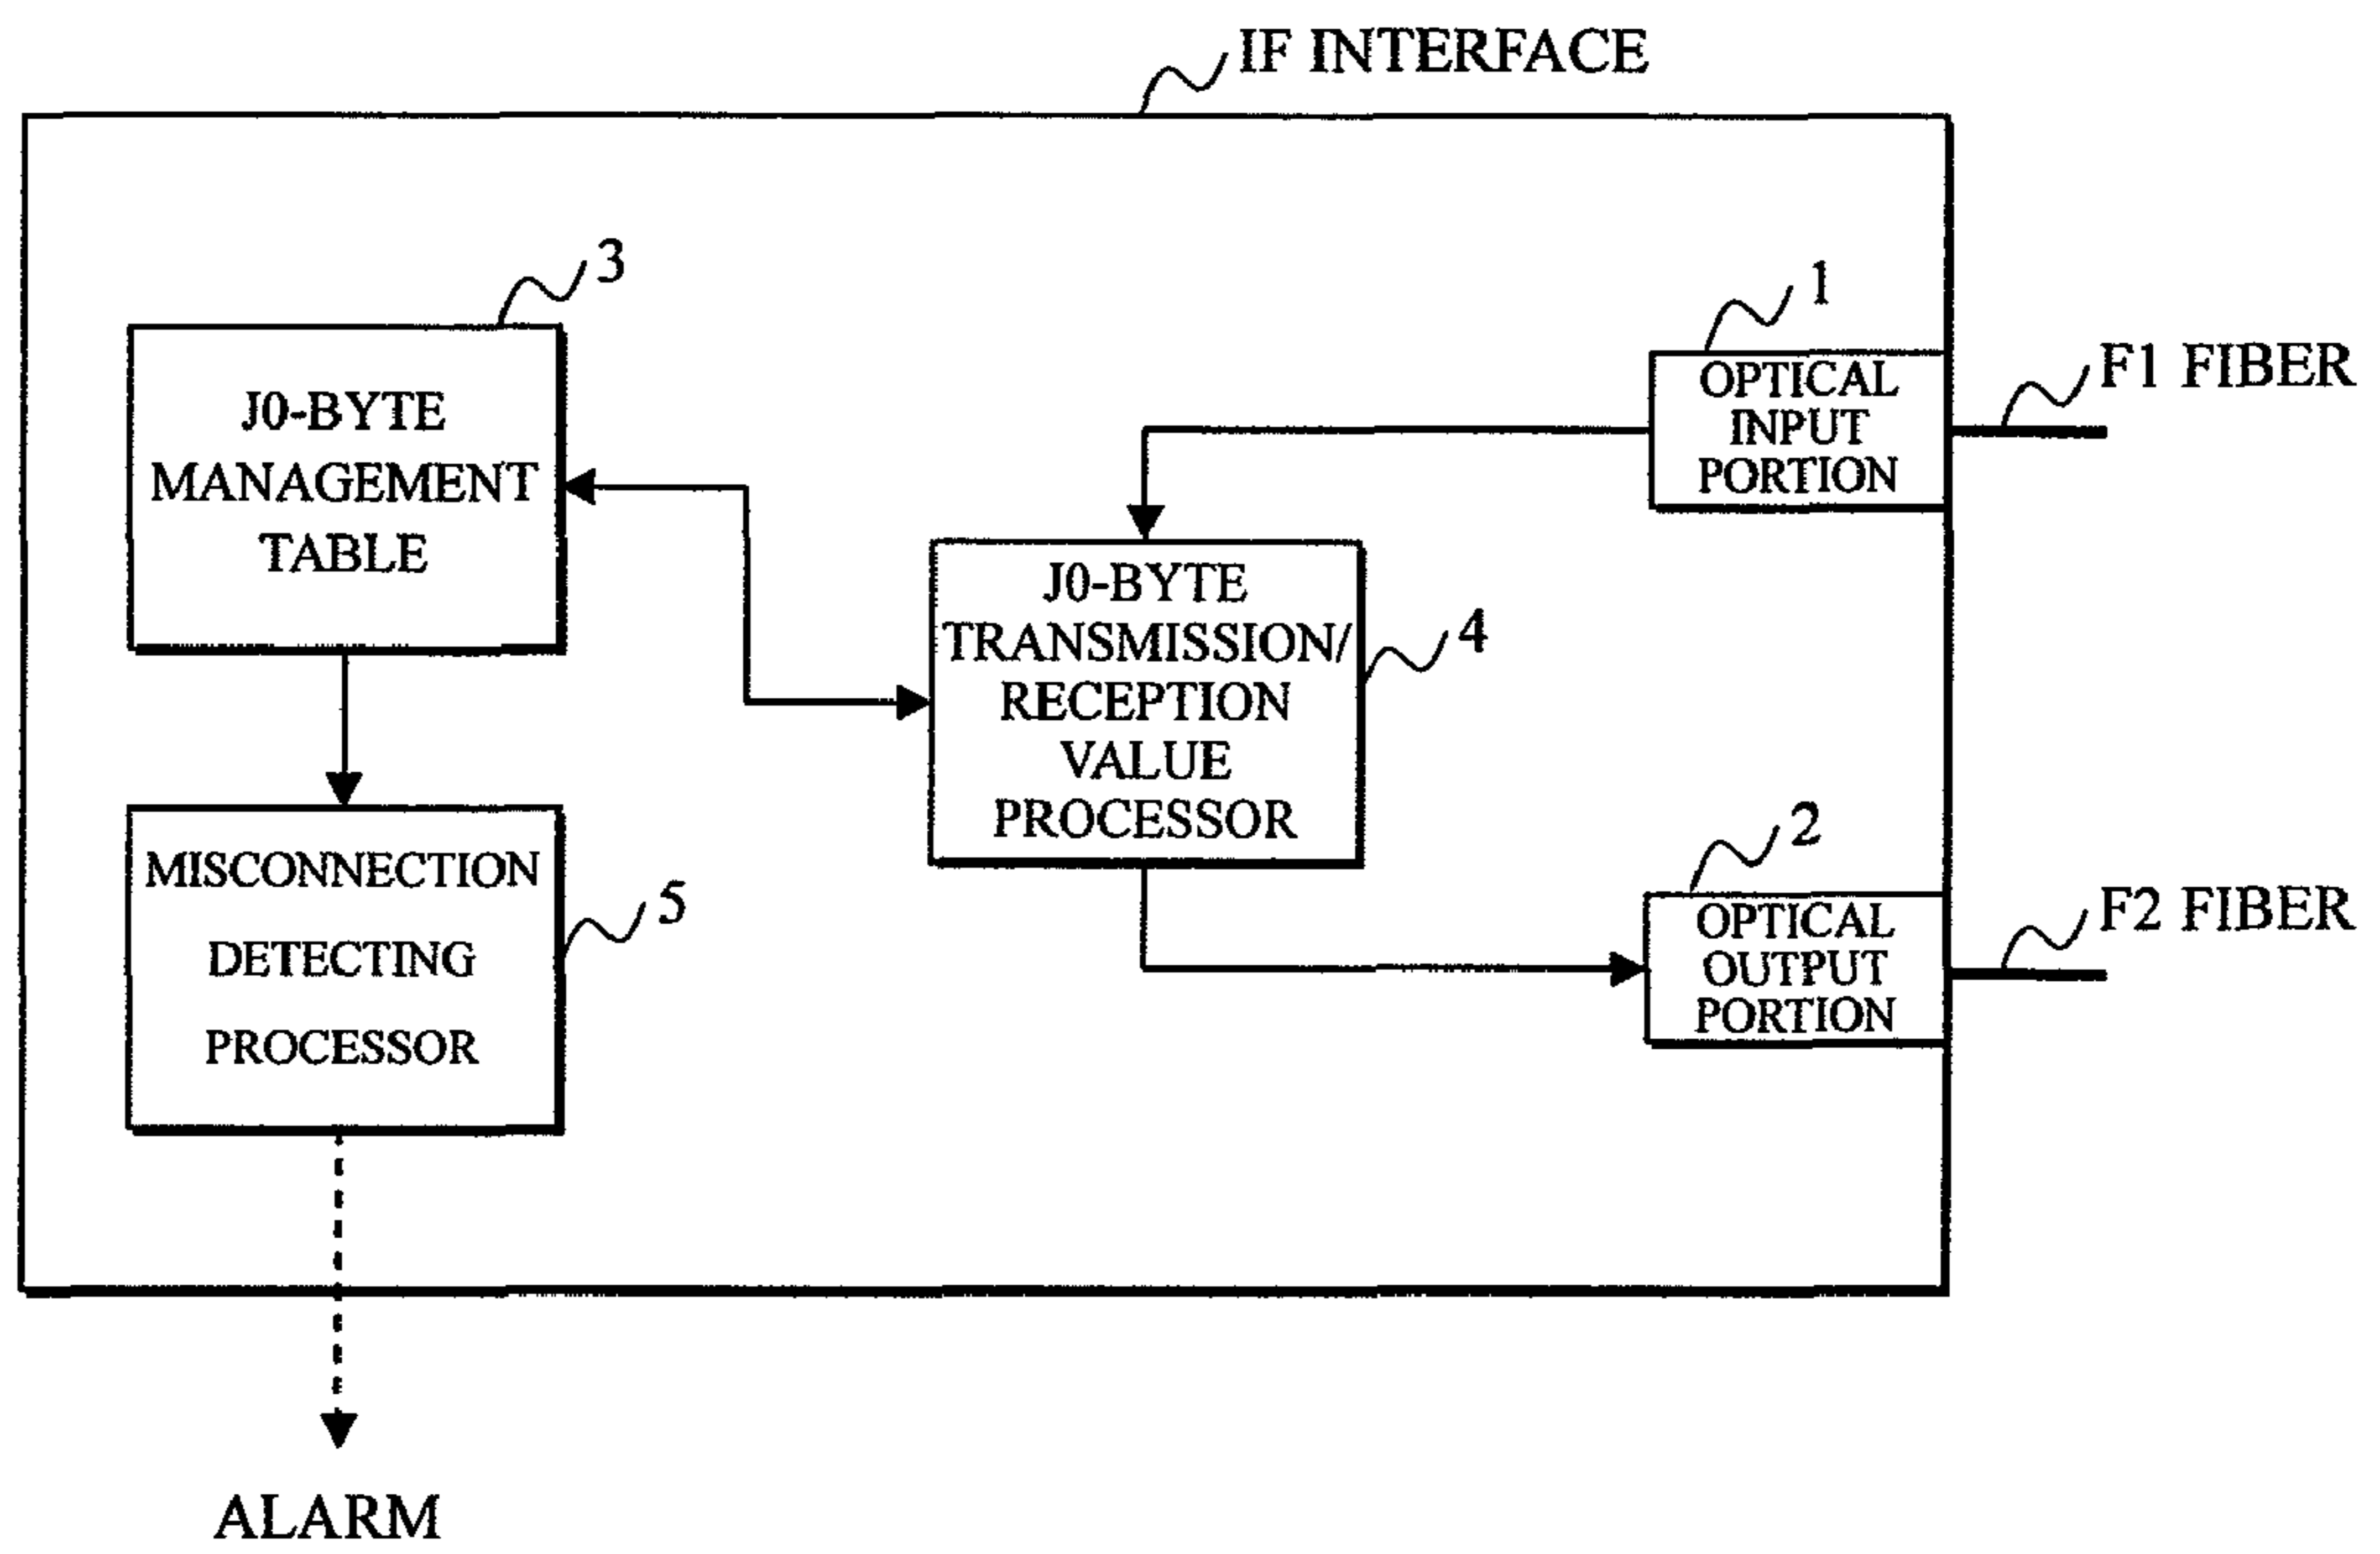 IF INTERFACE
3
J0-BYTE
MANAGEMENT
TABLE
1
OPTICAL
INPUT
PORTION
F1 FIBER
J0-BYTE
TRANSMISSION/
RECEPTION
VALUE
PROCESSOR
4
MISCONNECTION
DETECTING
PROCESSOR
5
2
OPTICAL
OUTPUT
PORTION
F2 FIBER
ALARM